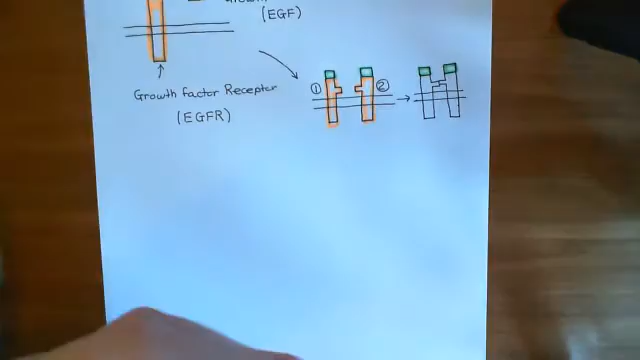 (EGF)
Growth factor Receptor
(EGFR)
① ②